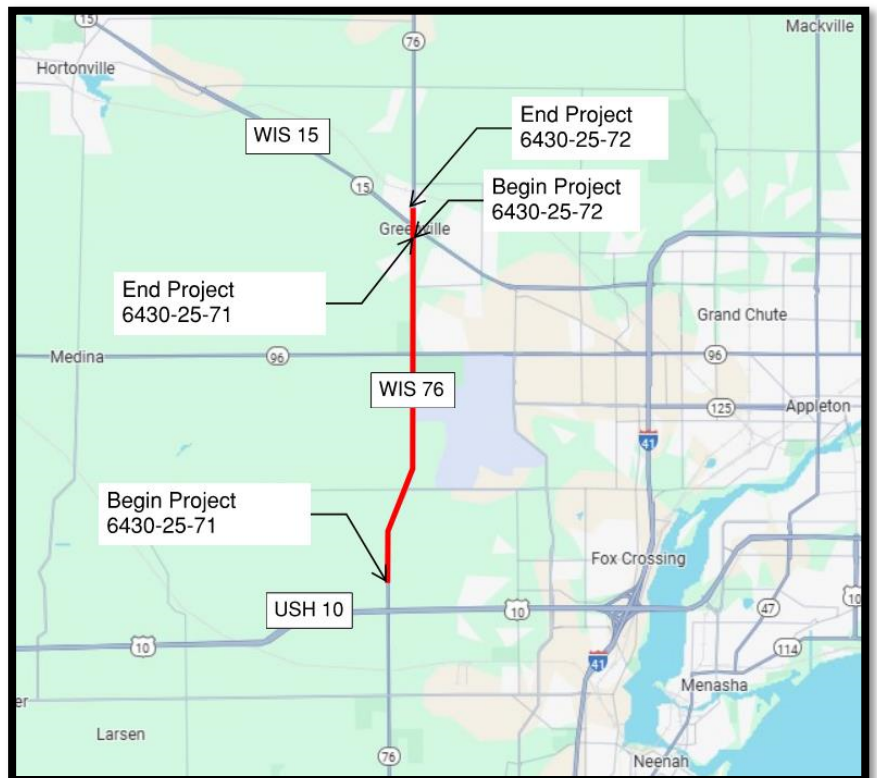 15
76
Mackville
Hortonville
WIS 15
End Project
6430-25-72
15
Begin Project
6430-25-72
Greenville
End Project
6430-25-71
Grand Chute
Medina
96
96
WIS 76
125
Appleton
41
Begin Project
6430-25-71
Fox Crossing
USH 10
10
47
10
10
114
41
Menasha
er
Larsen
76
Neenah